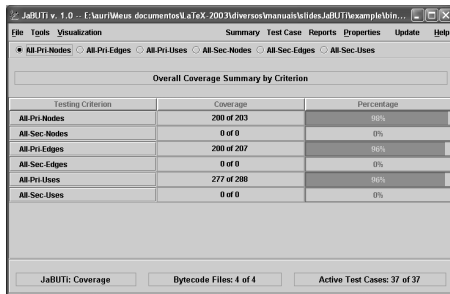 JaBUTi v. 1.0 -- E:\auri\Meus documentos\LaTeX-2003\diversos\manuais\slidesJaBUTi\example\bin...
File Tools Visualization Summary Test Case Reports Properties Update Help
All-Pri-Nodes All-Pri-Edges All-Pri-Uses All-Sec-Nodes All-Sec-Edges All-Sec-Uses
Overall Coverage Summary by Criterion
Testing Criterion Coverage Percentage
All-Pri-Nodes 200 of 203 98%
All-Sec-Nodes 0 of 0 0%
All-Pri-Edges 200 of 207 96%
All-Sec-Edges 0 of 0 0%
All-Pri-Uses 277 of 288 96%
All-Sec-Uses 0 of 0 0%
JaBUTi: Coverage Bytecode Files: 4 of 4 Active Test Cases: 37 of 37